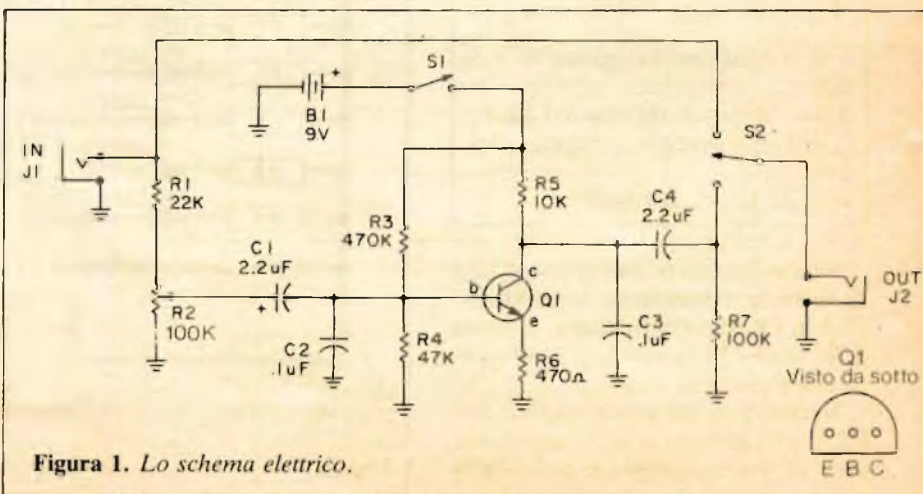 S1
B1
9V
S2
IN
J1
R1
22K
R3
470K
R5
10K
C4
2.2uF
C1
2.2uF
b
c
Q1
e
OUT
J2
R2
100K
C2
.1uF
R4
47K
R6
470Ω
C3
.1uF
R7
100K
Q1
Visto da sotto
E B C
Figura 1. Lo schema elettrico.